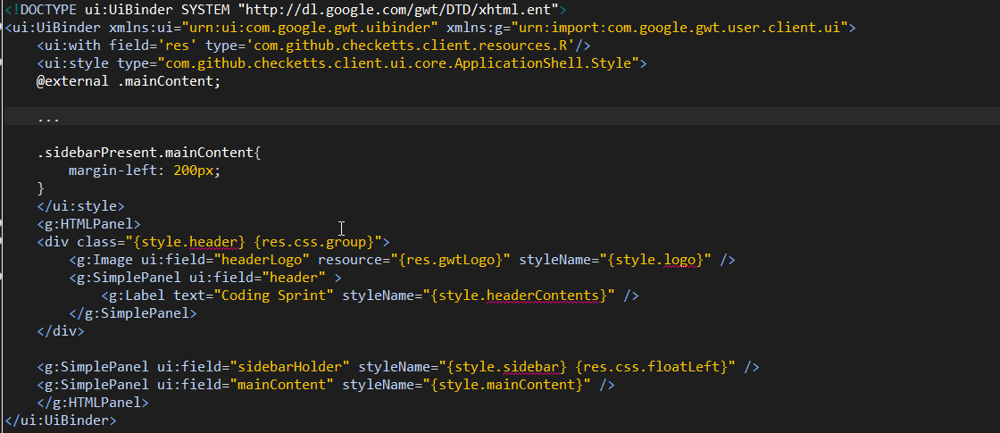 <!DOCTYPE ui:UiBinder SYSTEM "http://dl.google.com/gwt/DTD/xhtml.ent">
<ui:UiBinder xmlns:ui="urn:ui:com.google.gwt.uibinder" xmlns:g="urn:import:com.google.gwt.user.client.ui">
    <ui:with field='res' type='com.github.checketts.client.resources.R'/>
    <ui:style type="com.github.checketts.client.ui.core.ApplicationShell.Style">
    @external .mainContent;
    ...
    .sidebarPresent.mainContent{
        margin-left: 200px;
    }
    </ui:style>
    <g:HTMLPanel>
    <div class="{style.header} {res.css.group}">
        <g:Image ui:field="headerLogo" resource="{res.gwtLogo}" styleName="{style.logo}" />
        <g:SimplePanel ui:field="header" >
            <g:Label text="Coding Sprint" styleName="{style.headerContents}" />
        </g:SimplePanel>
    </div>
    <g:SimplePanel ui:field="sidebarHolder" styleName="{style.sidebar} {res.css.floatLeft}" />
    <g:SimplePanel ui:field="mainContent" styleName="{style.mainContent}" />
    </g:HTMLPanel>
</ui:UiBinder>